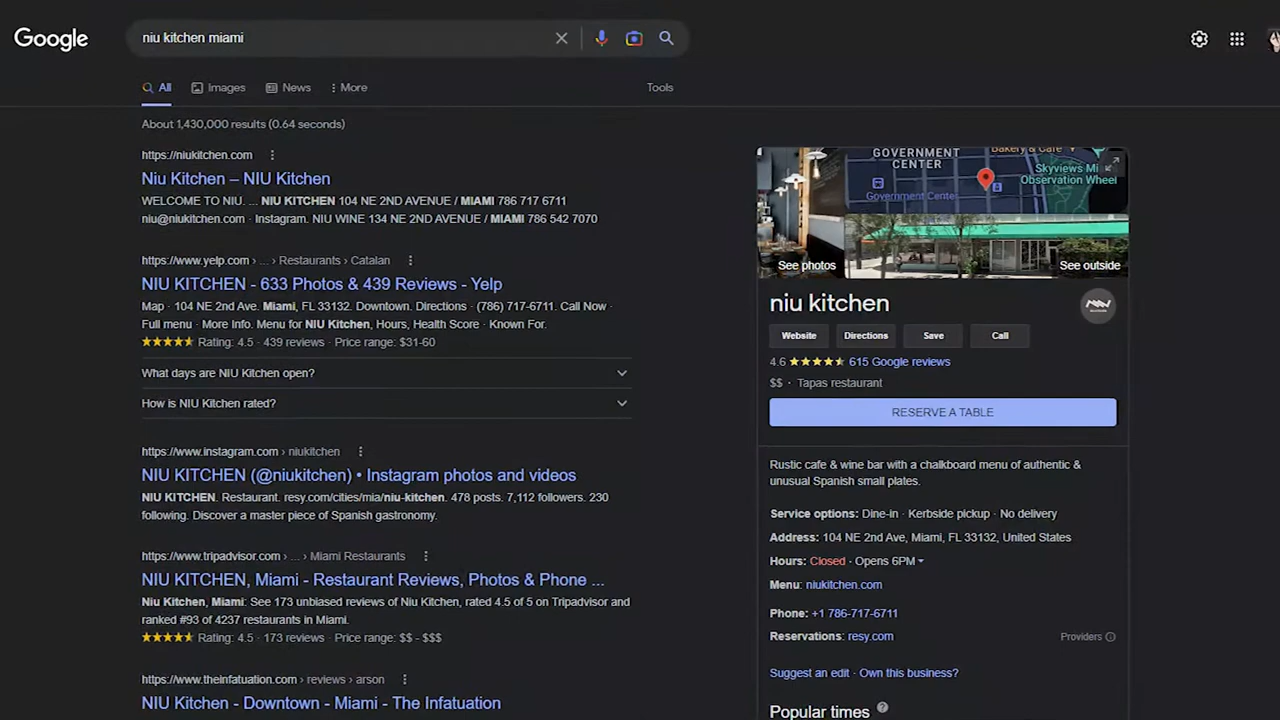 Google
niu kitchen miami
All
Images
News
More
Tools
About 1,430,000 results (0.64 seconds)
https://niukitchen.com
Niu Kitchen – NIU Kitchen
WELCOME TO NIU. ... NIU KITCHEN 104 NE 2ND AVENUE / MIAMI 786 717 6711
niu@niukitchen.com · Instagram. NIU WINE 134 NE 2ND AVENUE / MIAMI 786 542 7070
https://www.yelp.com › ... › Restaurants › Catalan
NIU KITCHEN - 633 Photos & 439 Reviews - Yelp
Map · 104 NE 2nd Ave. Miami, FL 33132. Downtown. Directions · (786) 717-6711. Call Now ·
Full menu · More Info. Menu for NIU Kitchen, Hours, Health Score · Known For.
Rating: 4.5 · 439 reviews · Price range: $31-60
What days are NIU Kitchen open?
How is NIU Kitchen rated?
https://www.instagram.com › niukitchen
NIU KITCHEN (@niukitchen) • Instagram photos and videos
NIU KITCHEN. Restaurant. resy.com/cities/mia/niu-kitchen. 478 posts. 7,112 followers. 230
following. Discover a master piece of Spanish gastronomy.
https://www.tripadvisor.com › ... › Miami Restaurants
NIU KITCHEN, Miami - Restaurant Reviews, Photos & Phone ...
Niu Kitchen, Miami: See 173 unbiased reviews of Niu Kitchen, rated 4.5 of 5 on Tripadvisor and
ranked #93 of 4237 restaurants in Miami.
Rating: 4.5 · 173 reviews · Price range: $$ - $$$
https://www.theinfatuation.com › reviews › arson
NIU Kitchen - Downtown - Miami - The Infatuation
Bakery & Cafe
GOVERNMENT
CENTER
Skyviews Mi
Observation Wheel
Government Center
See photos
See outside
niu kitchen
Website
Directions
Save
Call
4.6
615 Google reviews
$$ · Tapas restaurant
RESERVE A TABLE
Rustic cafe & wine bar with a chalkboard menu of authentic &
unusual Spanish small plates.
Service options: Dine-in · Kerbside pickup · No delivery
Address: 104 NE 2nd Ave, Miami, FL 33132, United States
Hours: Closed · Opens 6PM
Menu: niukitchen.com
Phone: +1 786-717-6711
Reservations: resy.com
Providers
Suggest an edit · Own this business?
Popular times